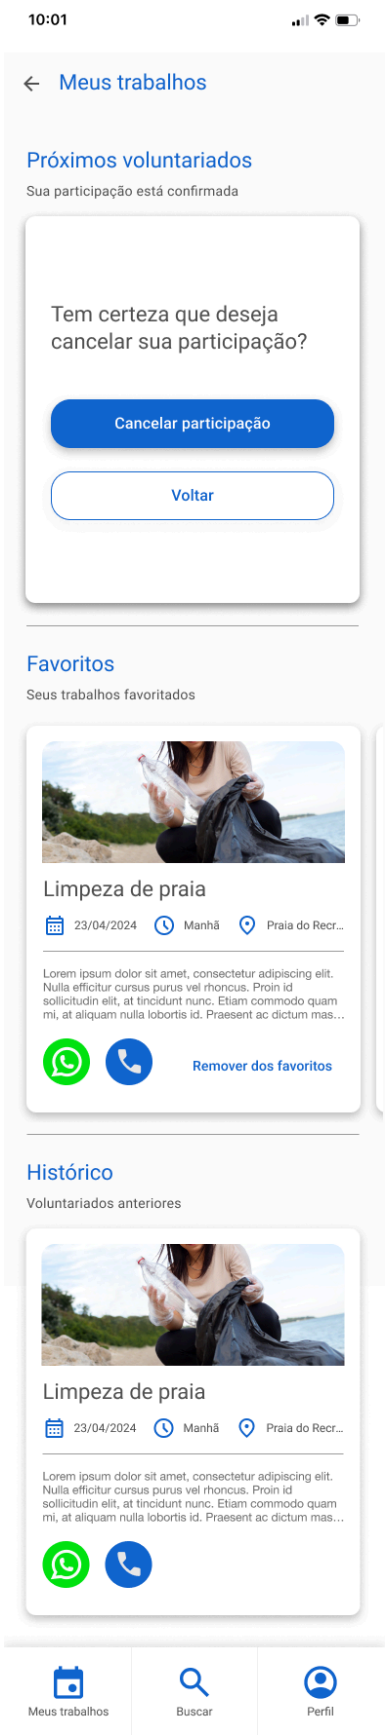 10:01
Meus trabalhos
Próximos voluntariados
Sua participação está confirmada
Tem certeza que deseja
cancelar sua participação?
Cancelar participação
Voltar
Favoritos
Seus trabalhos favoritados
Limpeza de praia
23/04/2024 Manhã Praia do Recr...
Lorem ipsum dolor sit amet, consectetur adipiscing elit.
Nulla efficitur cursus purus vel rhoncus. Proin id
sollicitudin elit, at tincidunt nunc. Etiam commodo quam
mi, at aliquam nulla lobortis id. Praesent ac dictum mas...
Remover dos favoritos
Histórico
Voluntariados anteriores
Limpeza de praia
23/04/2024 Manhã Praia do Recr...
Lorem ipsum dolor sit amet, consectetur adipiscing elit.
Nulla efficitur cursus purus vel rhoncus. Proin id
sollicitudin elit, at tincidunt nunc. Etiam commodo quam
mi, at aliquam nulla lobortis id. Praesent ac dictum mas...
Meus trabalhos Buscar Perfil